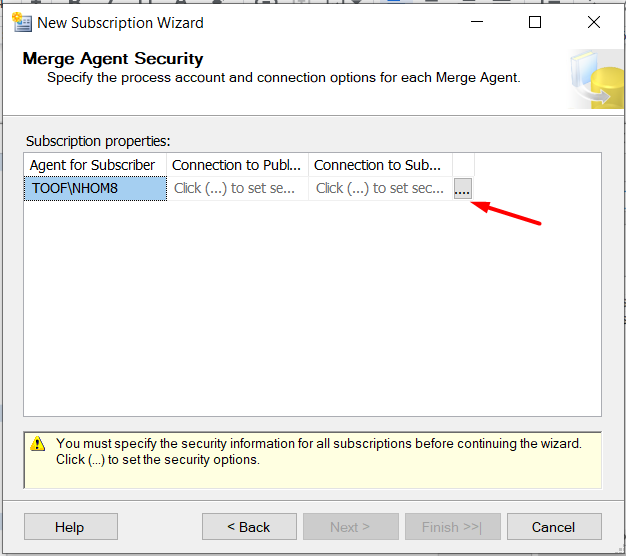 New Subscription Wizard
Merge Agent Security
Specify the process account and connection options for each Merge Agent.
Subscription properties:
Agent for Subscriber Connection to Publ... Connection to Sub...
TOOF\NHOM8 Click (...) to set se... Click (...) to set sec... ....
You must specify the security information for all subscriptions before continuing the wizard.
Click (...) to set the security options.
Help < Back Next > Finish >>| Cancel